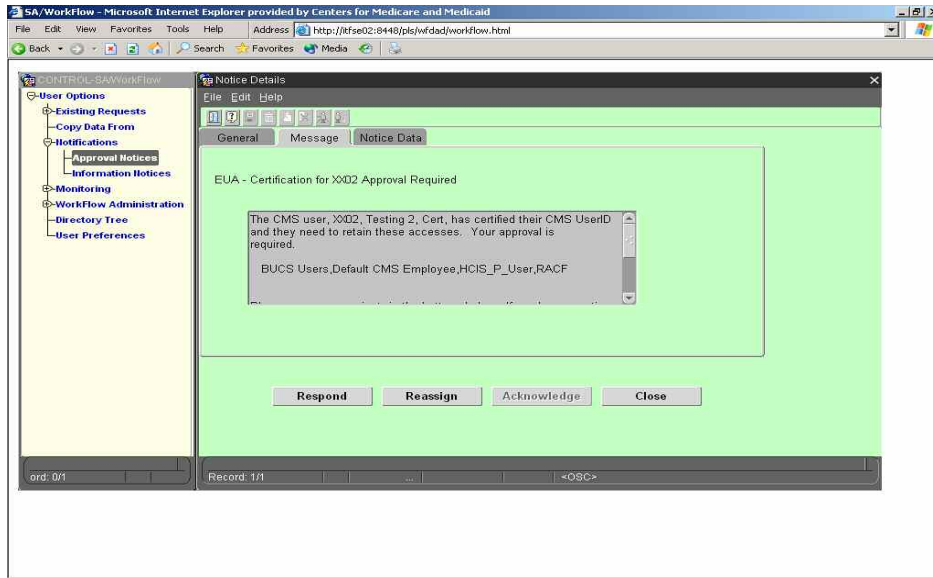 SA/WorkFlow - Microsoft Internet Explorer provided by Centers for Medicare and Medicaid
File Edit View Favorites Tools Help Address http://itfse02:8448/pls/wfdad/workflow.html
Back Search Favorites Media
CONTROL-SA/WorkFlow
User Options
Existing Requests
Copy Data From
Notifications
Approval Notices
Information Notices
Monitoring
WorkFlow Administration
Directory Tree
User Preferences
ord: 0/1
Notice Details
File Edit Help
General Message Notice Data
EUA - Certification for XX02 Approval Required
The CMS user, XX02, Testing 2, Cert, has certified their CMS UserID
and they need to retain these accesses. Your approval is
required.
BUCS Users,Default CMS Employee,HCIS_P_User,RACF
Respond Reassign Acknowledge Close
Record: 1/1 ... <OSC>